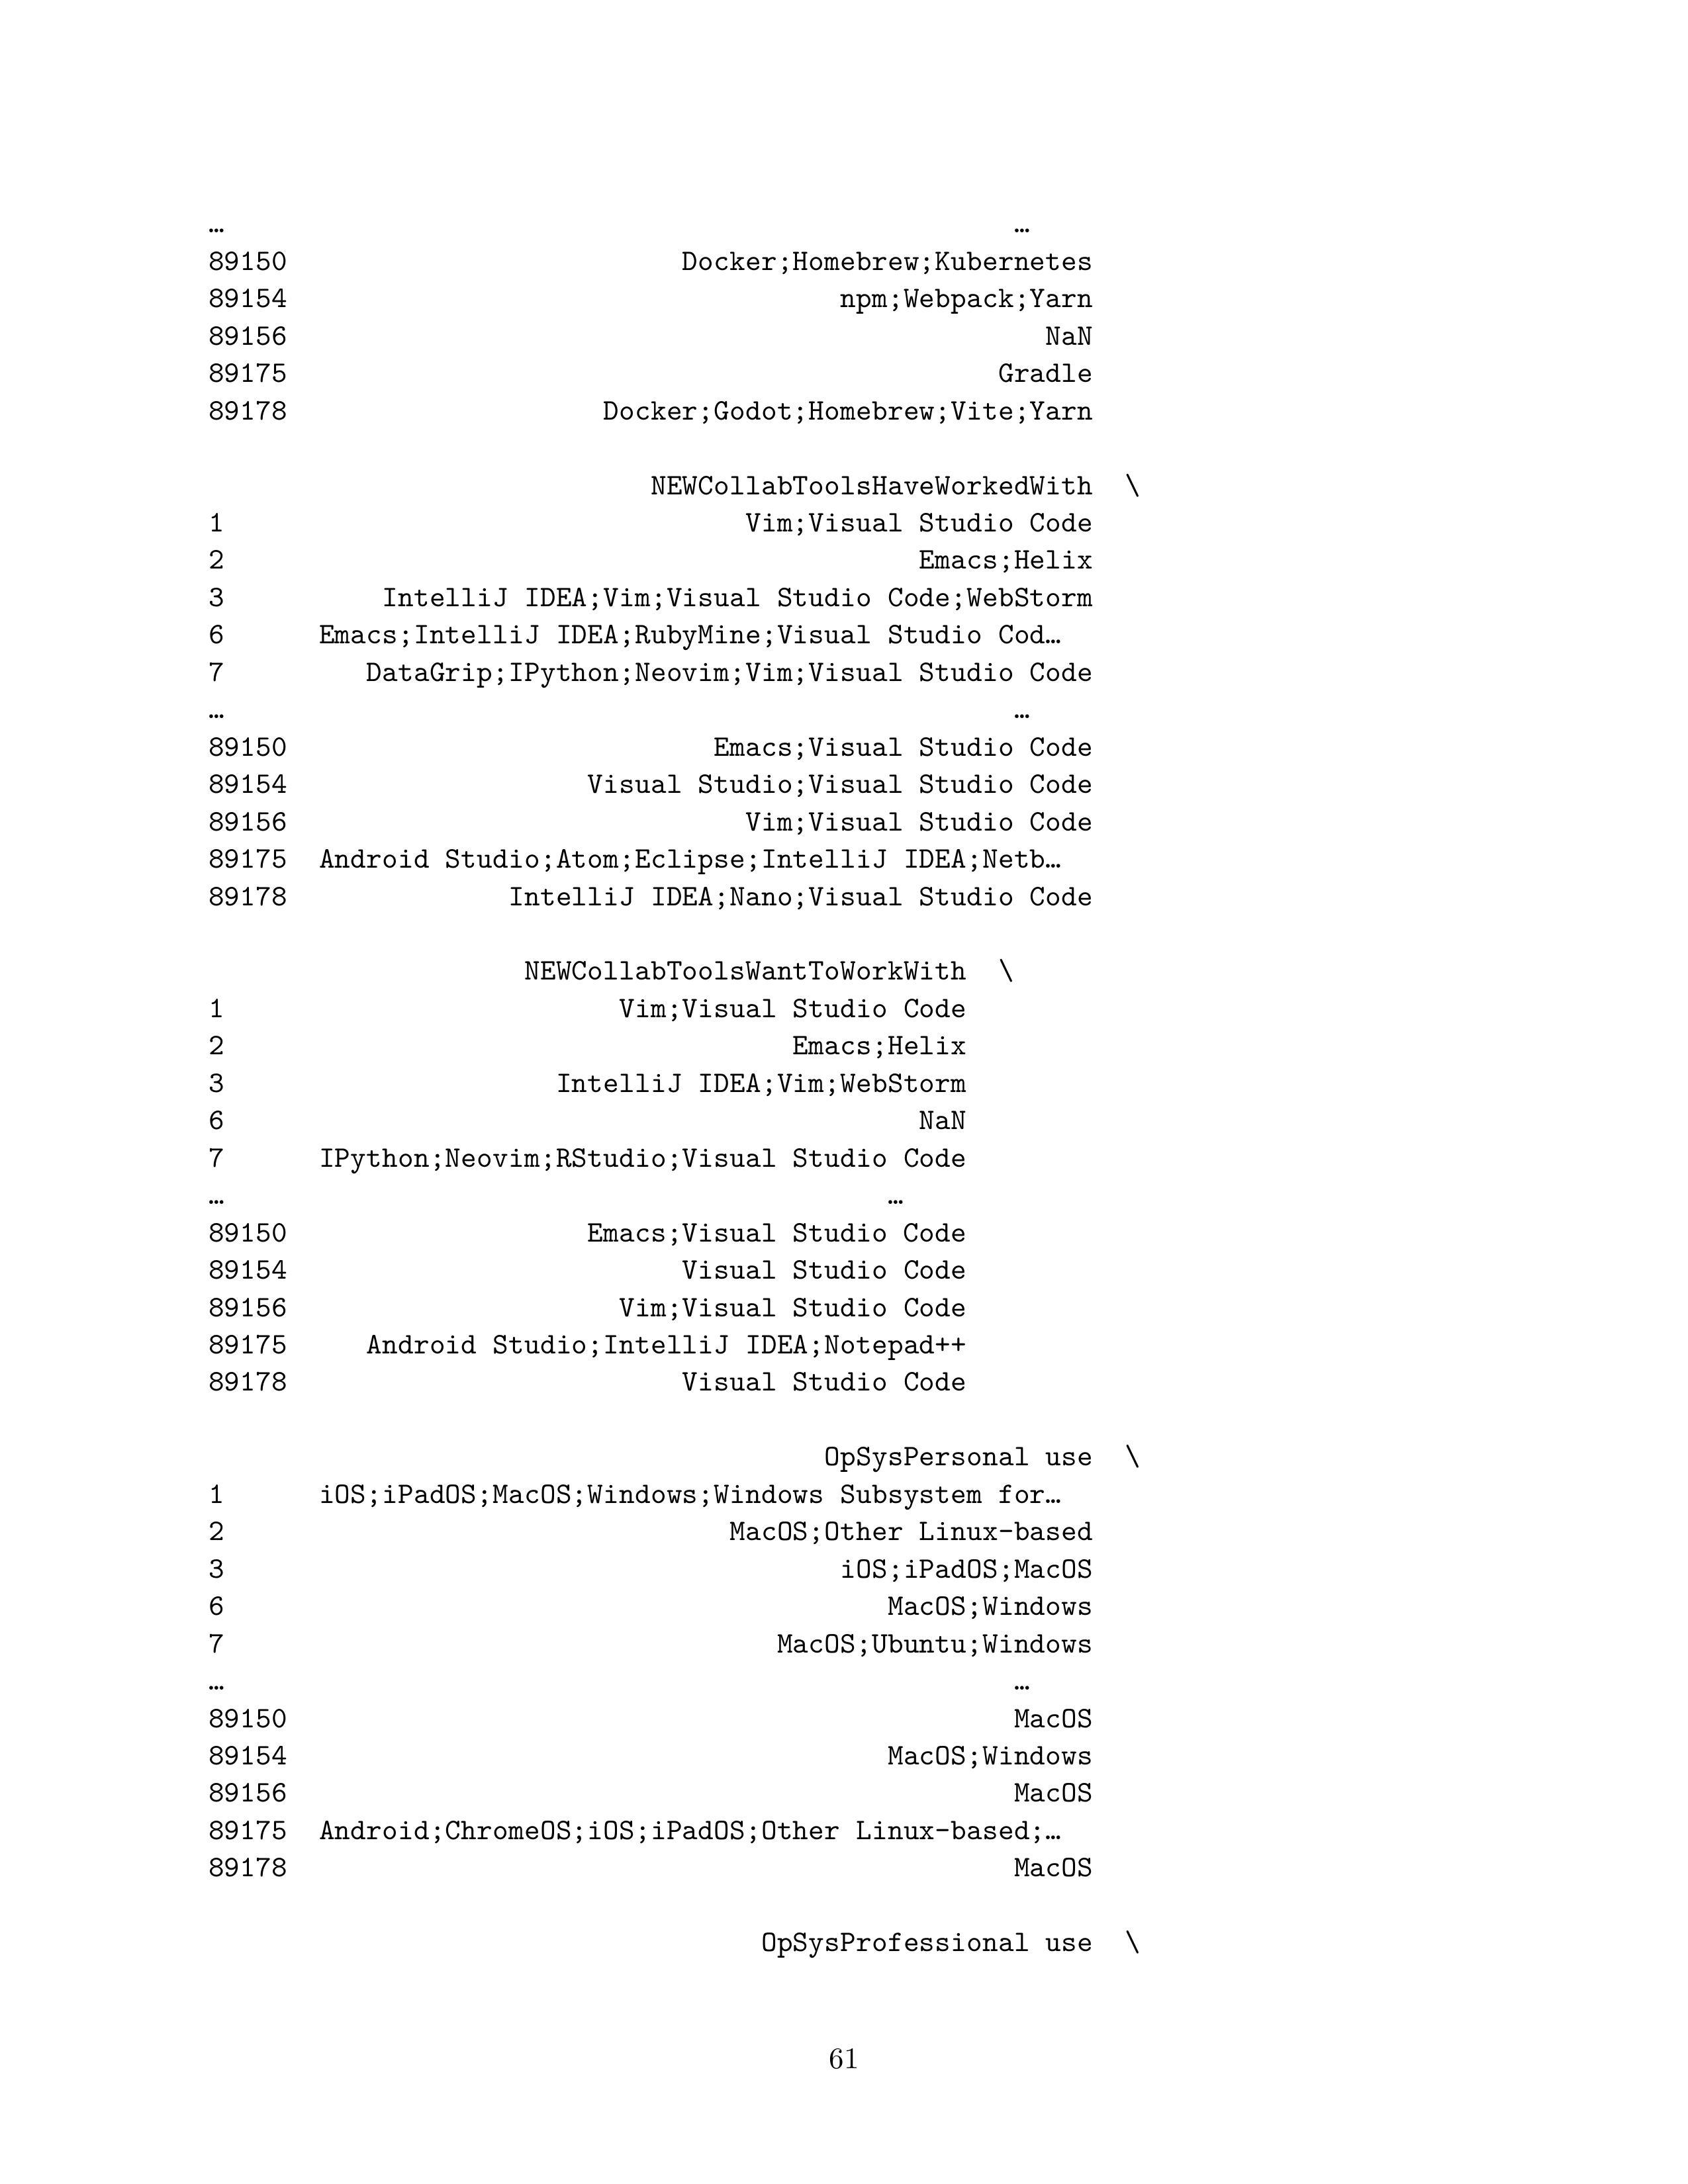 …                                                  …
89150                         Docker;Homebrew;Kubernetes
89154                                   npm;Webpack;Yarn
89156                                                NaN
89175                                             Gradle
89178                    Docker;Godot;Homebrew;Vite;Yarn

                            NEWCollabToolsHaveWorkedWith  \
1                                 Vim;Visual Studio Code
2                                            Emacs;Helix
3          IntelliJ IDEA;Vim;Visual Studio Code;WebStorm
6      Emacs;IntelliJ IDEA;RubyMine;Visual Studio Cod…
7         DataGrip;IPython;Neovim;Vim;Visual Studio Code
…                                                  …
89150                           Emacs;Visual Studio Code
89154                   Visual Studio;Visual Studio Code
89156                             Vim;Visual Studio Code
89175  Android Studio;Atom;Eclipse;IntelliJ IDEA;Netb…
89178              IntelliJ IDEA;Nano;Visual Studio Code

                    NEWCollabToolsWantToWorkWith  \
1                         Vim;Visual Studio Code
2                                    Emacs;Helix
3                     IntelliJ IDEA;Vim;WebStorm
6                                            NaN
7      IPython;Neovim;RStudio;Visual Studio Code
…                                          …
89150                   Emacs;Visual Studio Code
89154                         Visual Studio Code
89156                     Vim;Visual Studio Code
89175     Android Studio;IntelliJ IDEA;Notepad++
89178                         Visual Studio Code

                                       OpSysPersonal use  \
1      iOS;iPadOS;MacOS;Windows;Windows Subsystem for…
2                                MacOS;Other Linux-based
3                                       iOS;iPadOS;MacOS
6                                          MacOS;Windows
7                                   MacOS;Ubuntu;Windows
…                                                  …
89150                                              MacOS
89154                                      MacOS;Windows
89156                                              MacOS
89175  Android;ChromeOS;iOS;iPadOS;Other Linux-based;…
89178                                              MacOS

                                   OpSysProfessional use  \
61